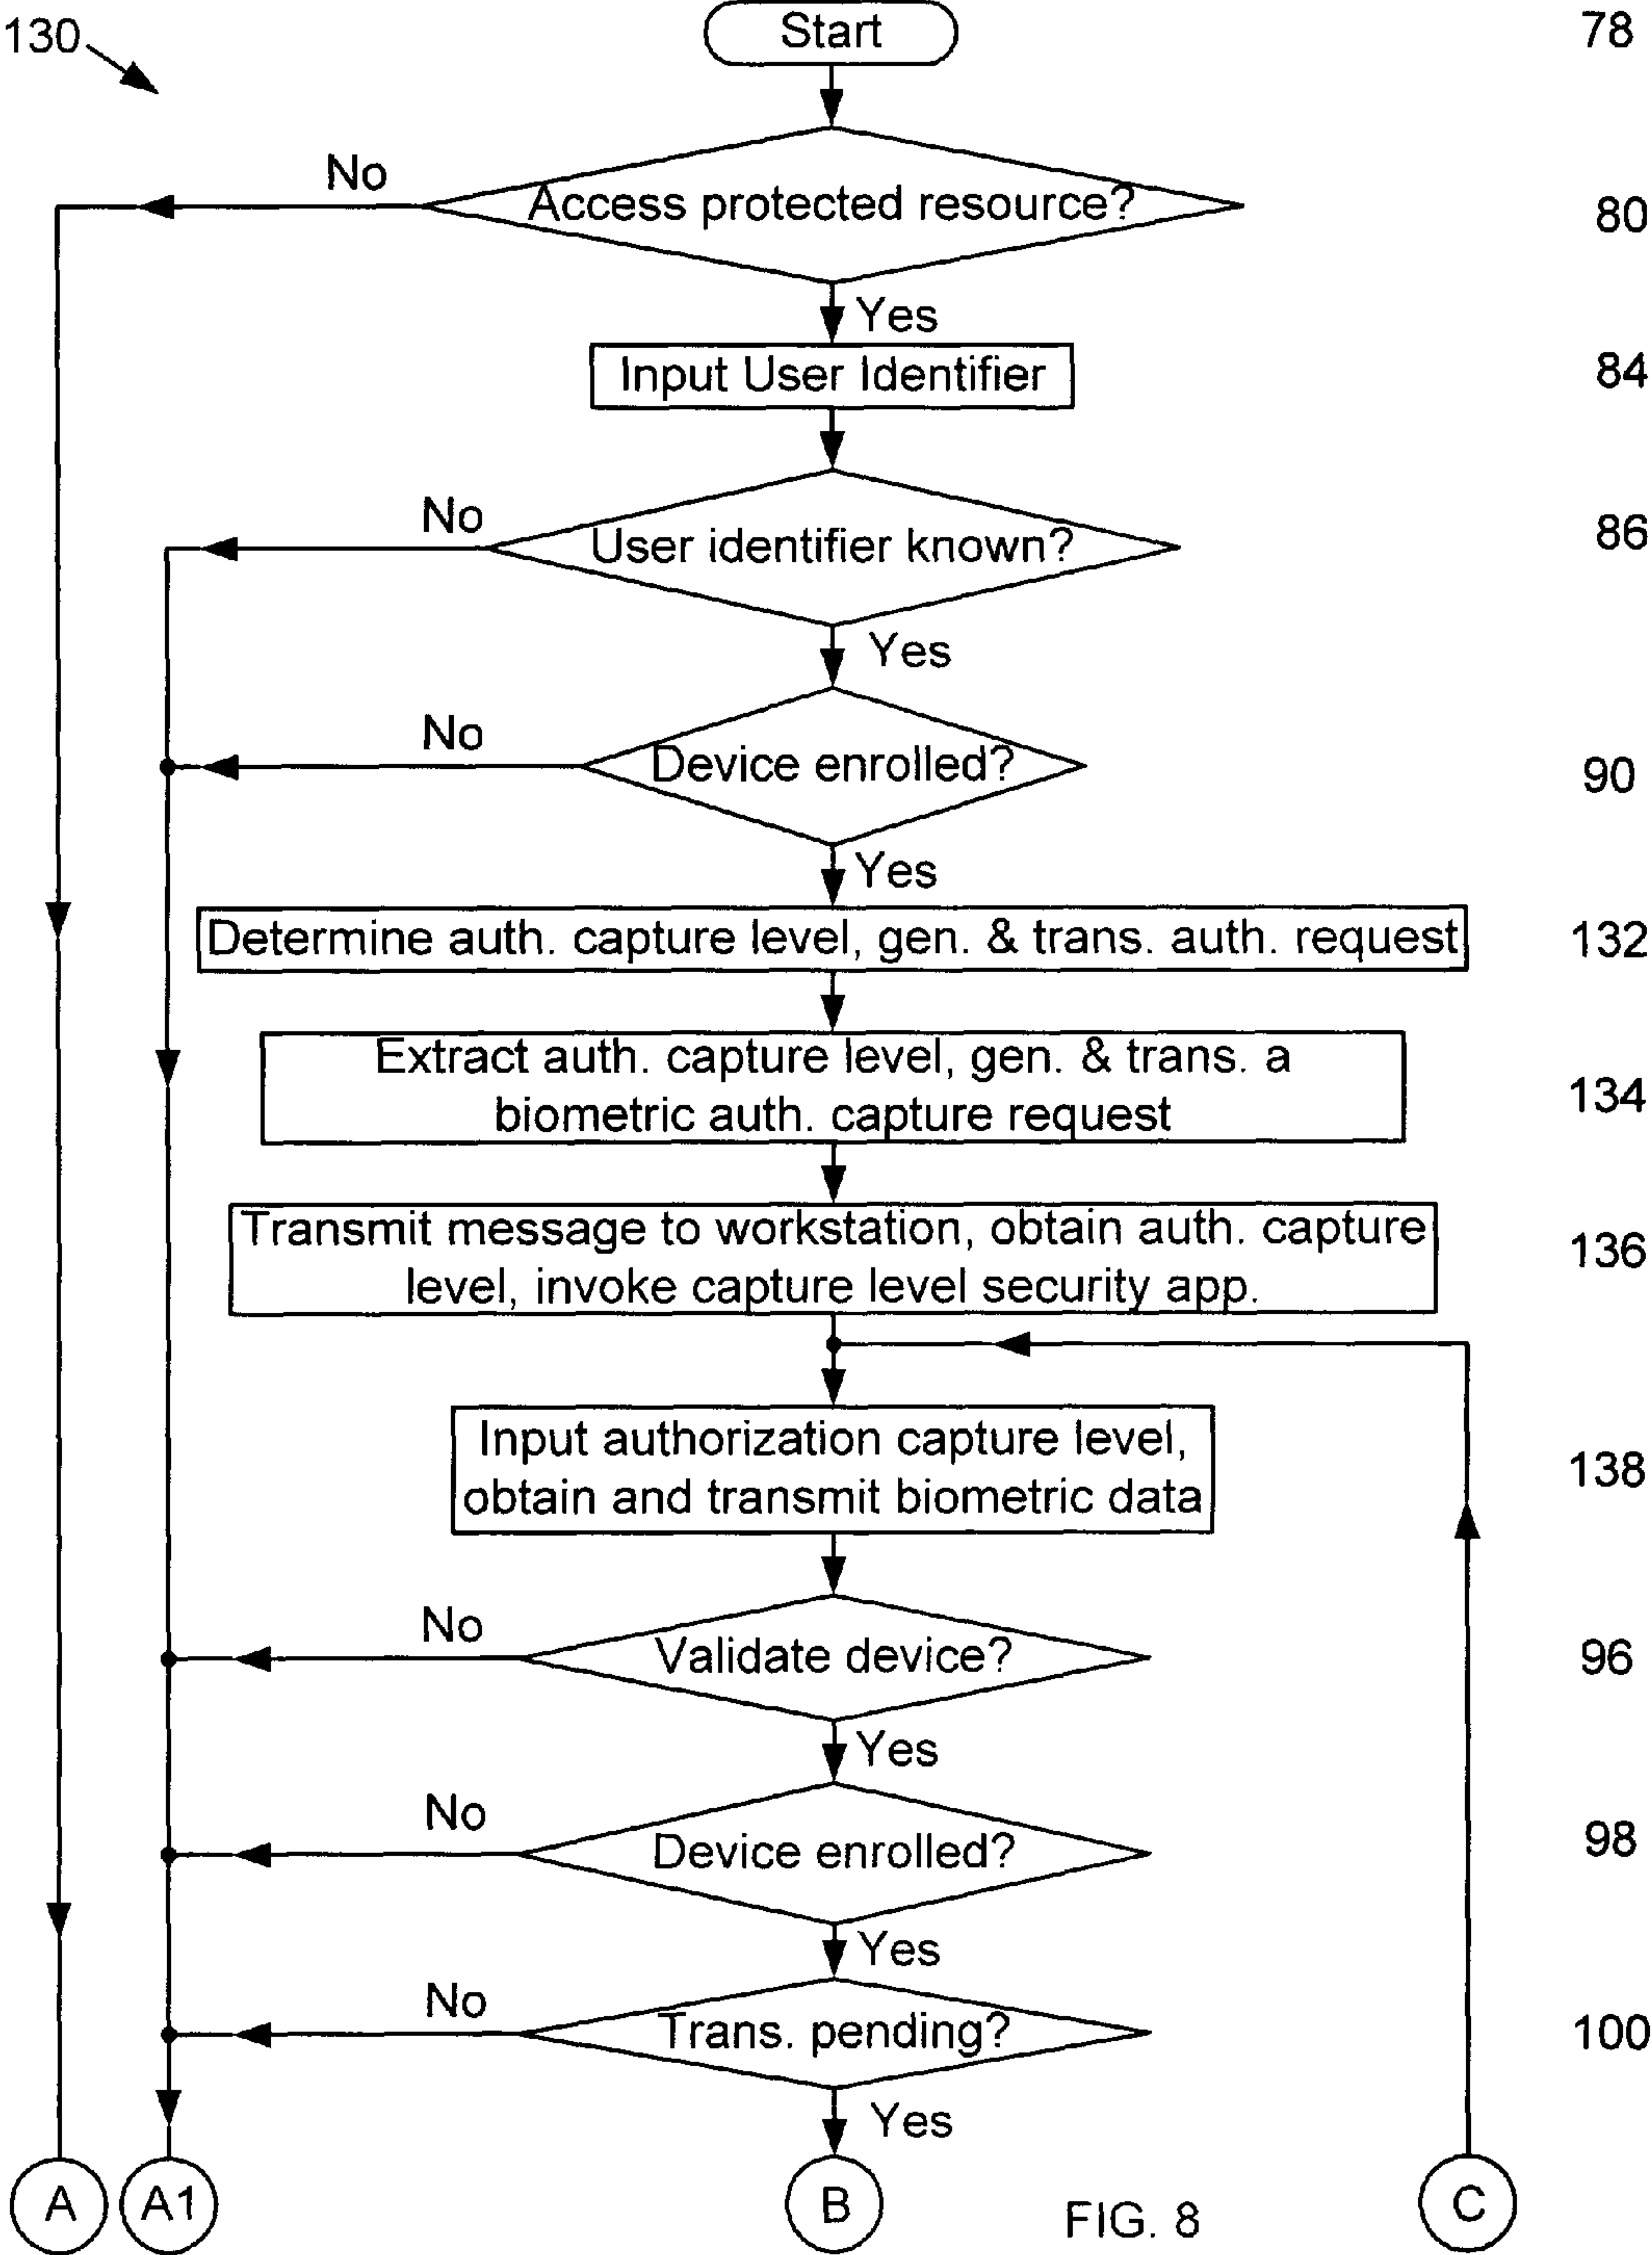 130
Start
78
No
Access protected resource?
80
Yes
Input User Identifier
84
No
User identifier known?
86
Yes
No
Device enrolled?
90
Yes
Determine auth. capture level, gen. & trans. auth. request
132
Extract auth. capture level, gen. & trans. a
biometric auth. capture request
134
Transmit message to workstation, obtain auth. capture
level, invoke capture level security app.
136
Input authorization capture level,
obtain and transmit biometric data
138
No
Validate device?
96
Yes
No
Device enrolled?
98
Yes
No
Trans. pending?
100
Yes
A
A1
B
FIG. 8
C